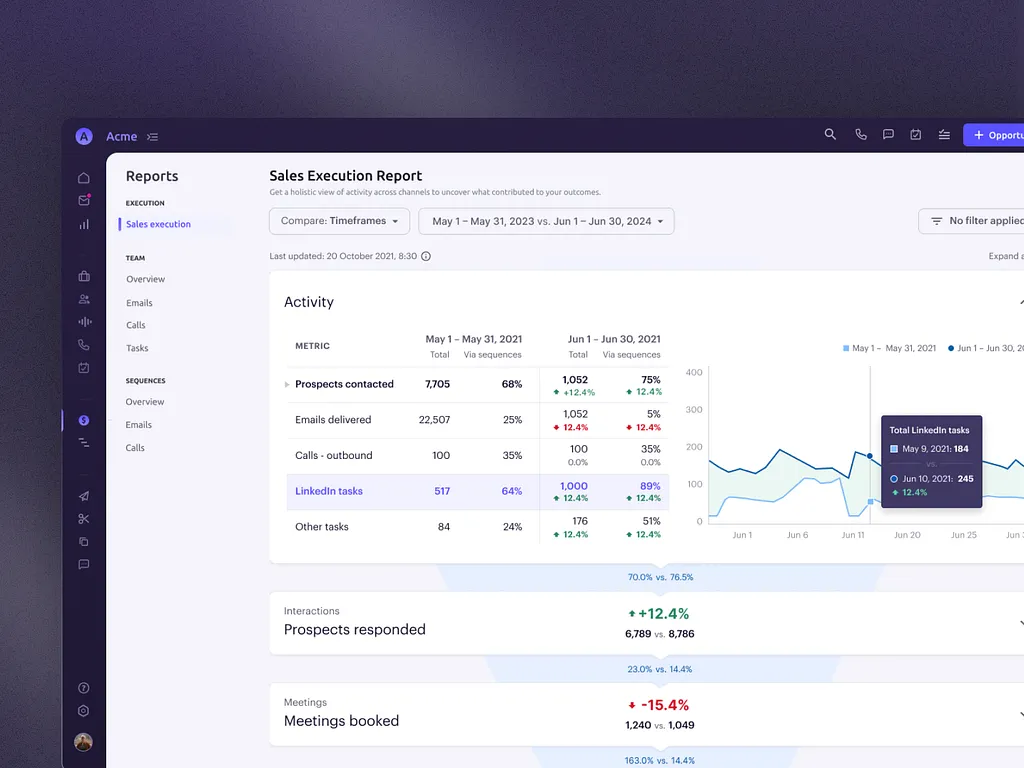 A Acme
+ Opportu
Reports
EXECUTION
Sales execution
TEAM
Overview
Emails
Calls
Tasks
SEQUENCES
Overview
Emails
Calls
Sales Execution Report
Get a holistic view of activity across channels to uncover what contributed to your outcomes.
Compare: Timeframes
May 1 – May 31, 2023 vs. Jun 1 – Jun 30, 2024
No filter applied
Last updated: 20 October 2021, 8:30
Expand a
Activity
METRIC
May 1 – May 31, 2021
Jun 1 – Jun 30, 2021
Total Via sequences
Total Via sequences
Prospects contacted 7,705 68% 1,052 75%
+12.4% 12.4%
Emails delivered 22,507 25% 1,052 5%
12.4% 12.4%
Calls - outbound 100 35% 100 35%
0.0% 0.0%
LinkedIn tasks 517 64% 1,000 89%
12.4% 12.4%
Other tasks 84 24% 176 51%
12.4% 12.4%
May 1 – May 31, 2021 Jun 1 – Jun 30, 20
400
300
200
100
0
Jun 1 Jun 6 Jun 11 Jun 20 Jun 25 Jun 3
Total LinkedIn tasks
May 9, 2021: 184
vs.
Jun 10, 2021: 245
12.4%
70.0% vs. 76.5%
Interactions
Prospects responded
+12.4%
6,789 vs. 8,786
23.0% vs. 14.4%
Meetings
Meetings booked
-15.4%
1,240 vs. 1,049
163.0% vs. 14.4%